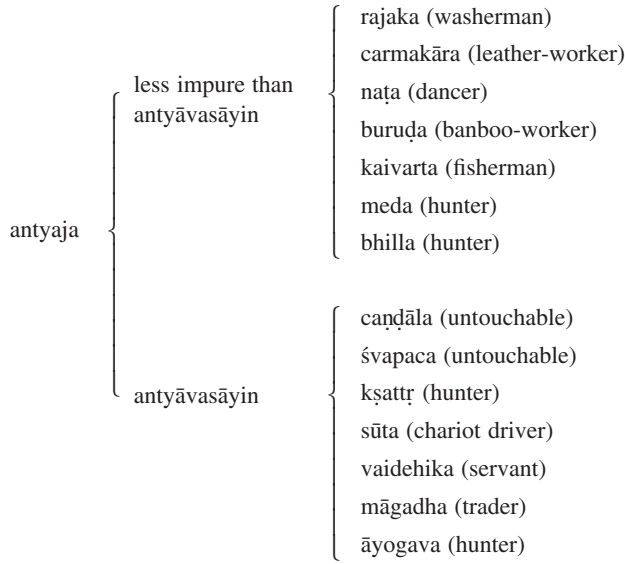 rajaka (washerman)
carmakāra (leather-worker)
less impure than
antyāvasāyin
naṭa (dancer)
buruḍa (banboo-worker)
kaivarta (fisherman)
meda (hunter)
antyaja
bhilla (hunter)
caṇḍāla (untouchable)
śvapaca (untouchable)
antyāvasāyin
kṣattṛ (hunter)
sūta (chariot driver)
vaidehika (servant)
māgadha (trader)
āyogava (hunter)